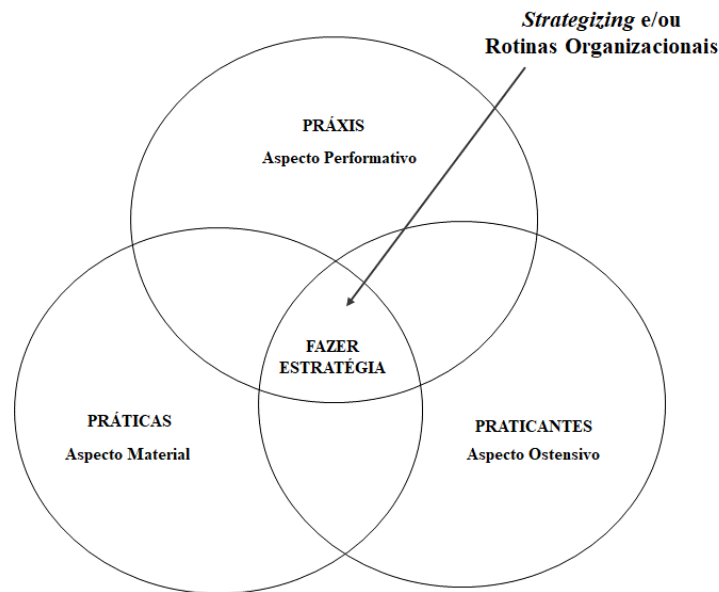 Strategizing e/ou
Rotinas Organizacionais
PRÁXIS
Aspecto Performativo
FAZER
ESTRATÉGIA
PRÁTICAS
Aspecto Material
PRATICANTES
Aspecto Ostensivo